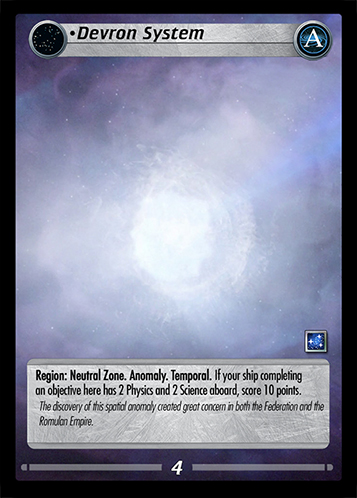 •Devron System
A
Region: Neutral Zone. Anomaly. Temporal. If your ship completing
an objective here has 2 Physics and 2 Science aboard, score 10 points.
The discovery of this spatial anomaly created great concern in both the Federation and the
Romulan Empire.
4